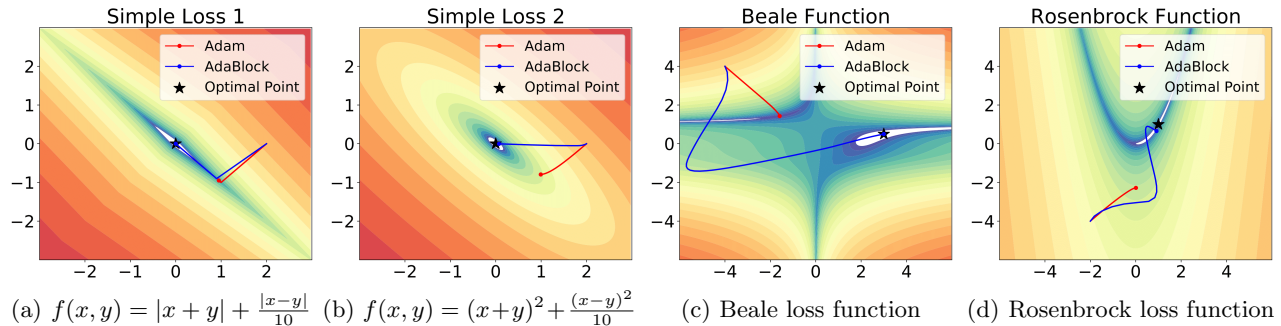 Simple Loss 1
Adam
AdaBlock
Optimal Point
2
1
0
−1
−2
−2 −1 0 1 2
(a) f(x, y) = |x + y| + |x−y|/10
Simple Loss 2
Adam
AdaBlock
Optimal Point
2
1
0
−1
−2
−2 −1 0 1 2
(b) f(x, y) = (x+y)² + (x−y)²/10
Beale Function
Adam
AdaBlock
Optimal Point
4
2
0
−2
−4
−4 −2 0 2 4
(c) Beale loss function
Rosenbrock Function
Adam
AdaBlock
Optimal Point
4
2
0
−2
−4
−4 −2 0 2 4
(d) Rosenbrock loss function